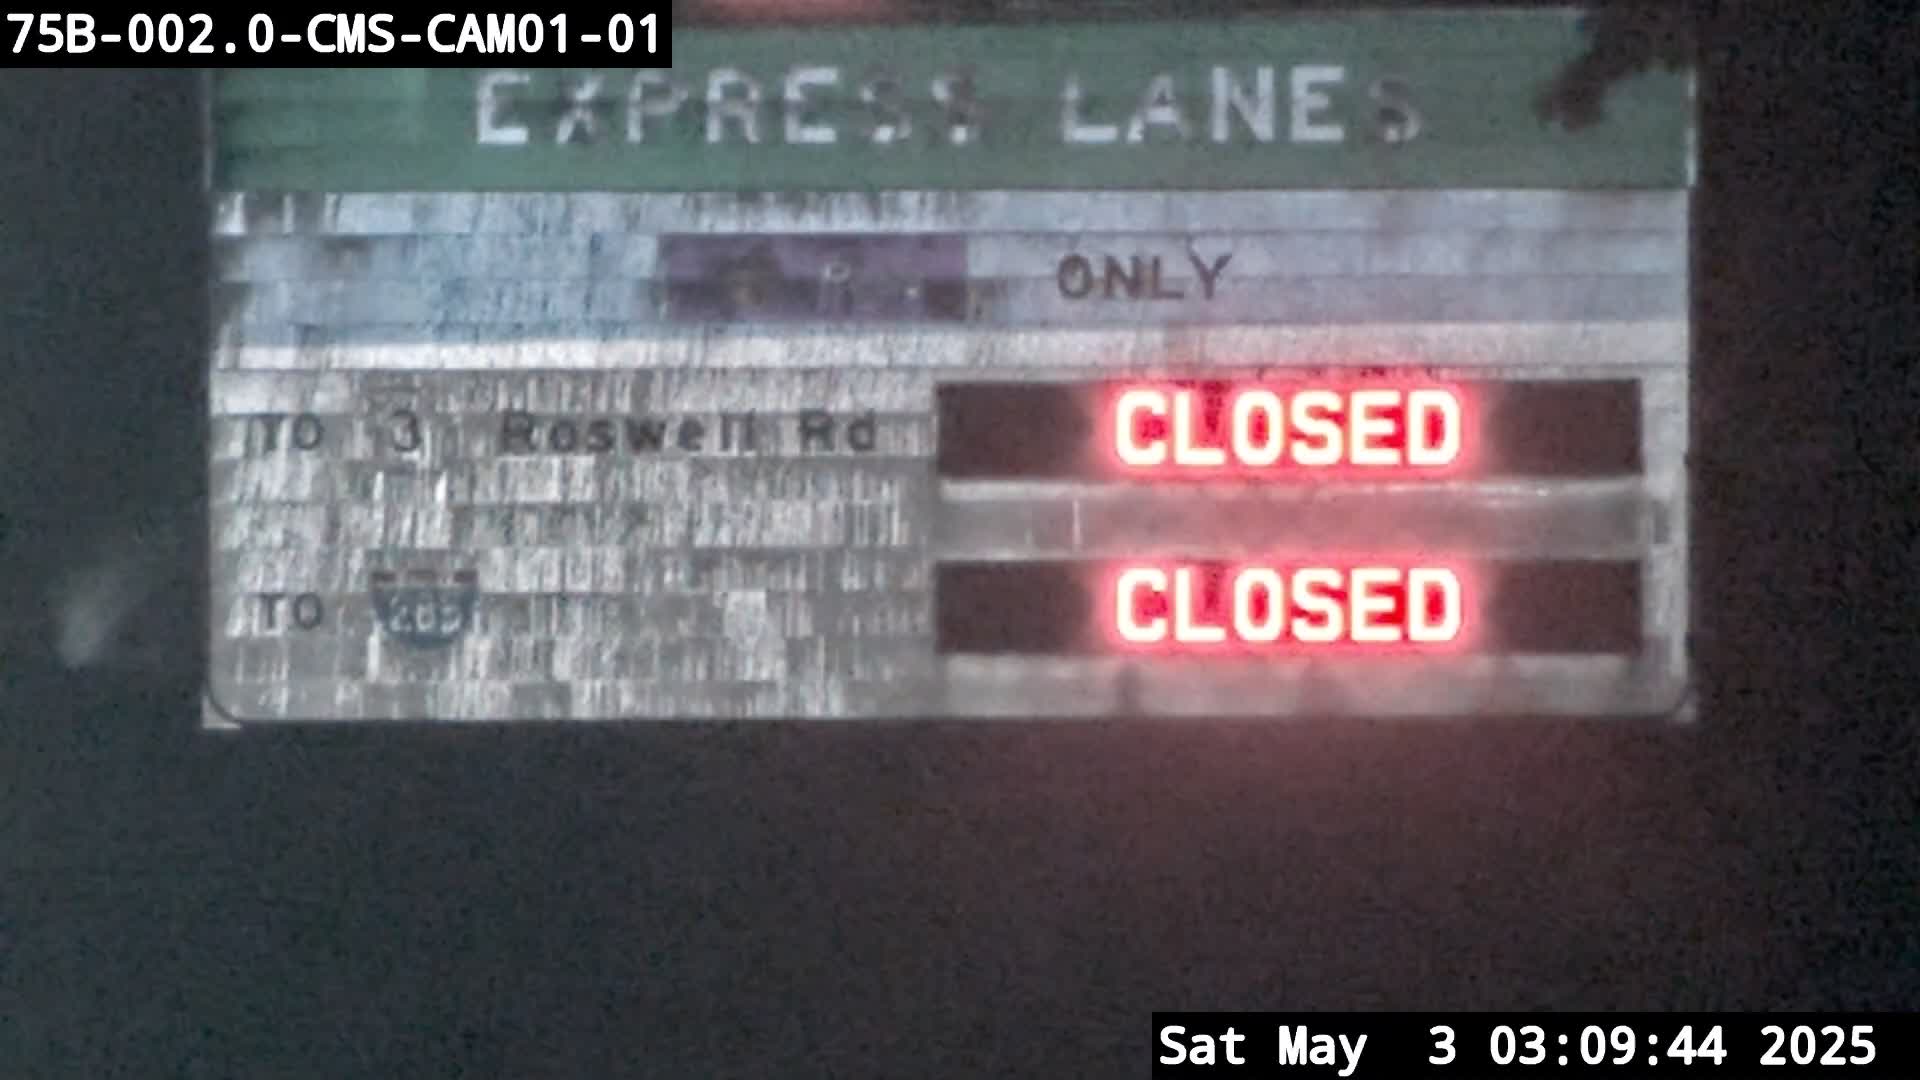 75B-002.0-CMS-CAM01-01
EXPRESS LANES
ONLY
TO 3 Roswell Rd CLOSED
TO 285 CLOSED
Sat May 3 03:09:44 2025